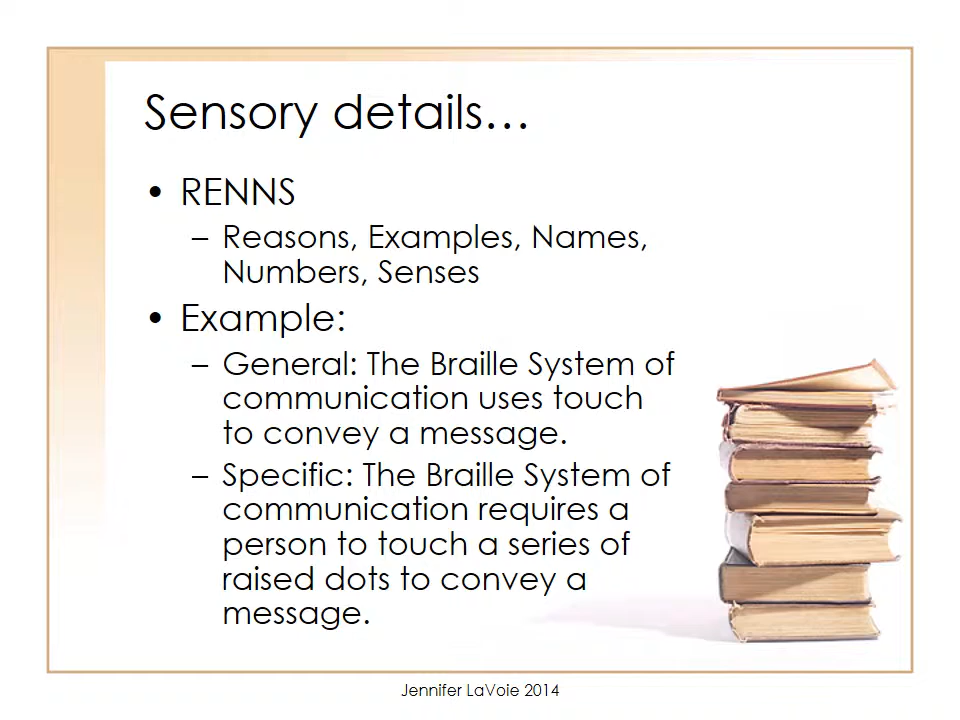 Sensory details…
• RENNS
– Reasons, Examples, Names,
Numbers, Senses
• Example:
– General: The Braille System of
communication uses touch
to convey a message.
– Specific: The Braille System of
communication requires a
person to touch a series of
raised dots to convey a
message.
Jennifer LaVoie 2014